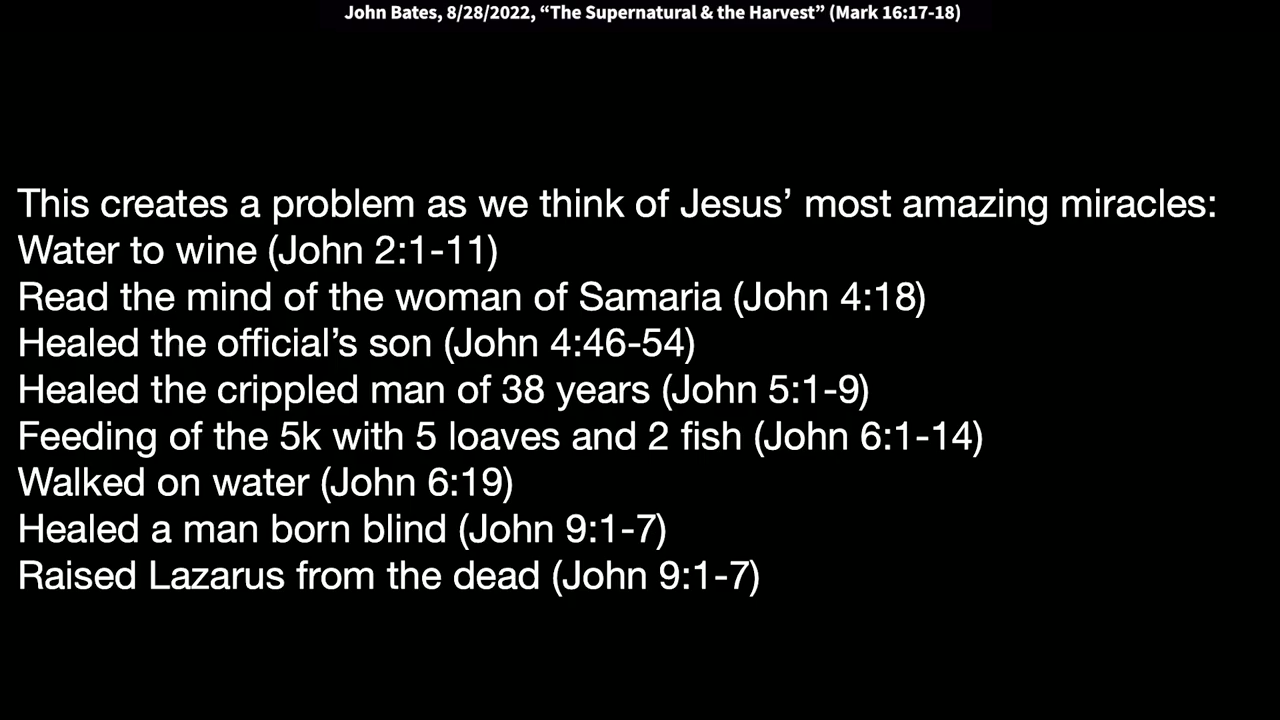 John Bates, 8/28/2022, “The Supernatural & the Harvest” (Mark 16:17-18)
This creates a problem as we think of Jesus’ most amazing miracles:
Water to wine (John 2:1-11)
Read the mind of the woman of Samaria (John 4:18)
Healed the official’s son (John 4:46-54)
Healed the crippled man of 38 years (John 5:1-9)
Feeding of the 5k with 5 loaves and 2 fish (John 6:1-14)
Walked on water (John 6:19)
Healed a man born blind (John 9:1-7)
Raised Lazarus from the dead (John 9:1-7)